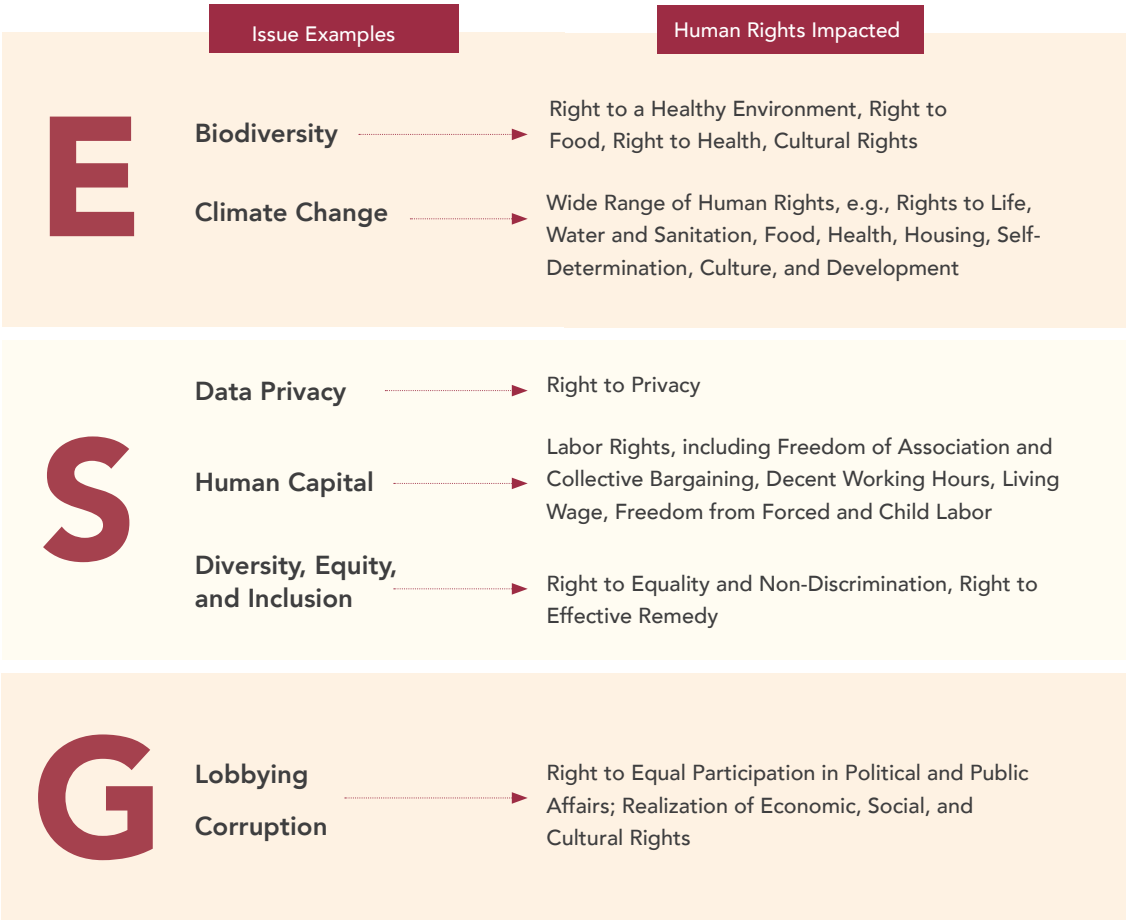 Issue Examples
Human Rights Impacted
E
Biodiversity
Right to a Healthy Environment, Right to
Food, Right to Health, Cultural Rights
Climate Change
Wide Range of Human Rights, e.g., Rights to Life,
Water and Sanitation, Food, Health, Housing, Self-
Determination, Culture, and Development
S
Data Privacy
Right to Privacy
Human Capital
Labor Rights, including Freedom of Association and
Collective Bargaining, Decent Working Hours, Living
Wage, Freedom from Forced and Child Labor
Diversity, Equity,
and Inclusion
Right to Equality and Non-Discrimination, Right to
Effective Remedy
G
Lobbying
Corruption
Right to Equal Participation in Political and Public
Affairs; Realization of Economic, Social, and
Cultural Rights